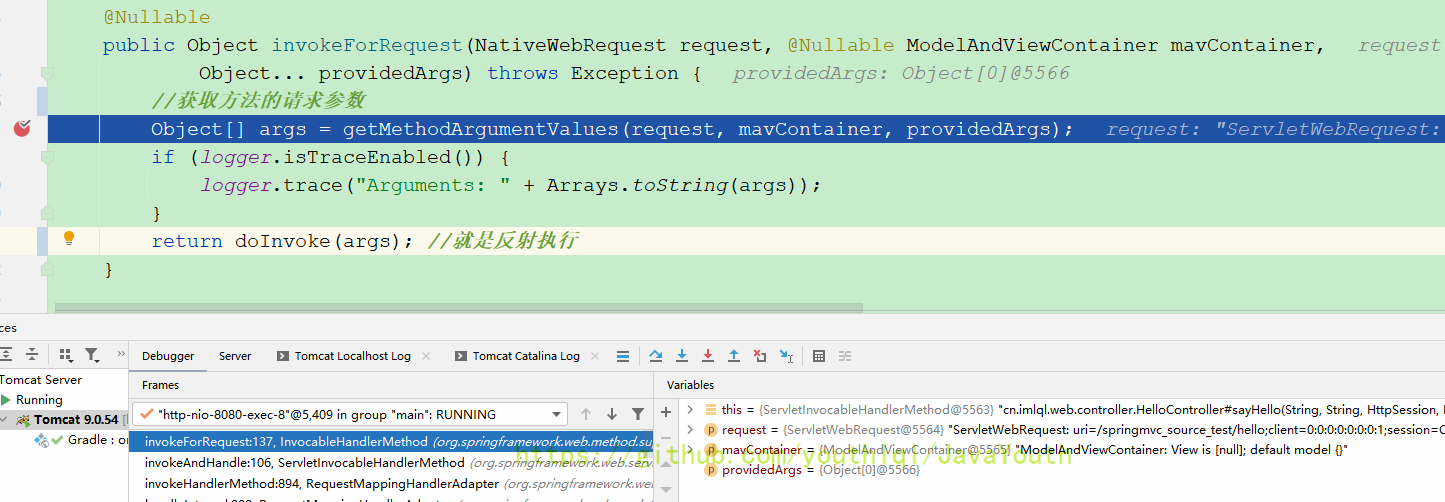 @Nullable
public Object invokeForRequest(NativeWebRequest request, @Nullable ModelAndViewContainer mavContainer, request
Object... providedArgs) throws Exception { providedArgs: Object[0]@5566
//获取方法的请求参数
Object[] args = getMethodArgumentValues(request, mavContainer, providedArgs); request: "ServletWebRequest:
if (logger.isTraceEnabled()) {
logger.trace("Arguments: " + Arrays.toString(args));
}
return doInvoke(args); //就是反射执行
}
ces
Debugger Server Tomcat Localhost Log Tomcat Catalina Log
Tomcat Server
Running
Tomcat 9.0.54 [
Gradle : or
Frames
"http-nio-8080-exec-8"@5,409 in group "main": RUNNING
invokeForRequest:137, InvocableHandlerMethod (org.springframework.web.method.su
invokeAndHandle:106, ServletInvocableHandlerMethod (org.springframework.web.serv
invokeHandlerMethod:894, RequestMappingHandlerAdapter (org.springframework.web
Variables
this = {ServletInvocableHandlerMethod@5563} "cn.imlql.web.controller.HelloController#sayHello(String, String, HttpSession,
request = {ServletWebRequest@5564} "ServletWebRequest: uri=/springmvc_source_test/hello;client=0:0:0:0:0:0:0:1;session=C
mavContainer = {ModelAndViewContainer@5565} "ModelAndViewContainer: View is [null]; default model {}"
providedArgs = {Object[0]@5566}
https://github.com/youthlql/JavaYouth